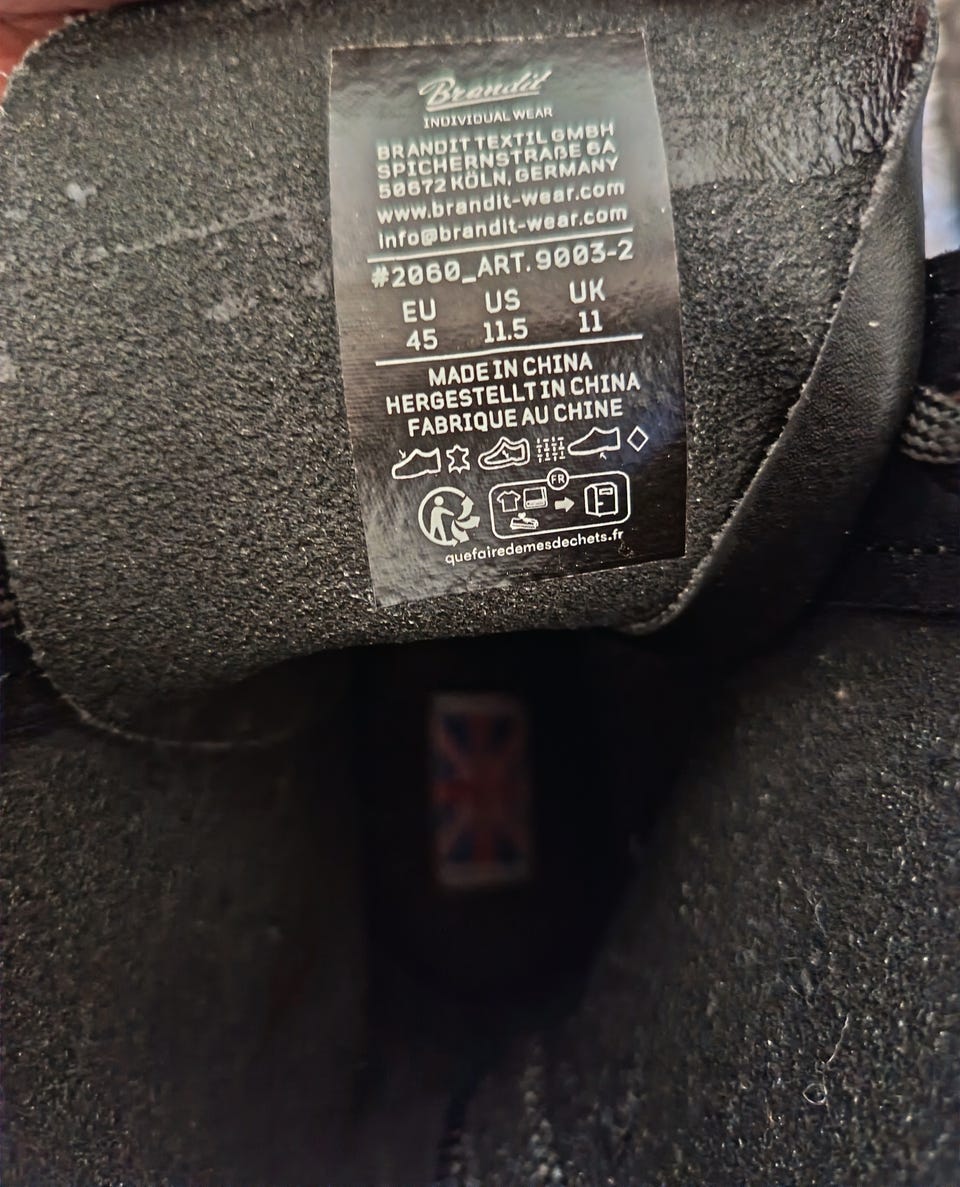 Brandit
INDIVIDUAL WEAR
BRANDIT TEXTIL GMBH
SPICHERNSTRAßE 6A
50672 KÖLN, GERMANY
www.brandit-wear.com
info@brandit-wear.com
#2060_ART.9003-2
EU US UK
45 11.5 11
MADE IN CHINA
HERGESTELLT IN CHINA
FABRIQUE AU CHINE
FR
quefairedemesdechets.fr